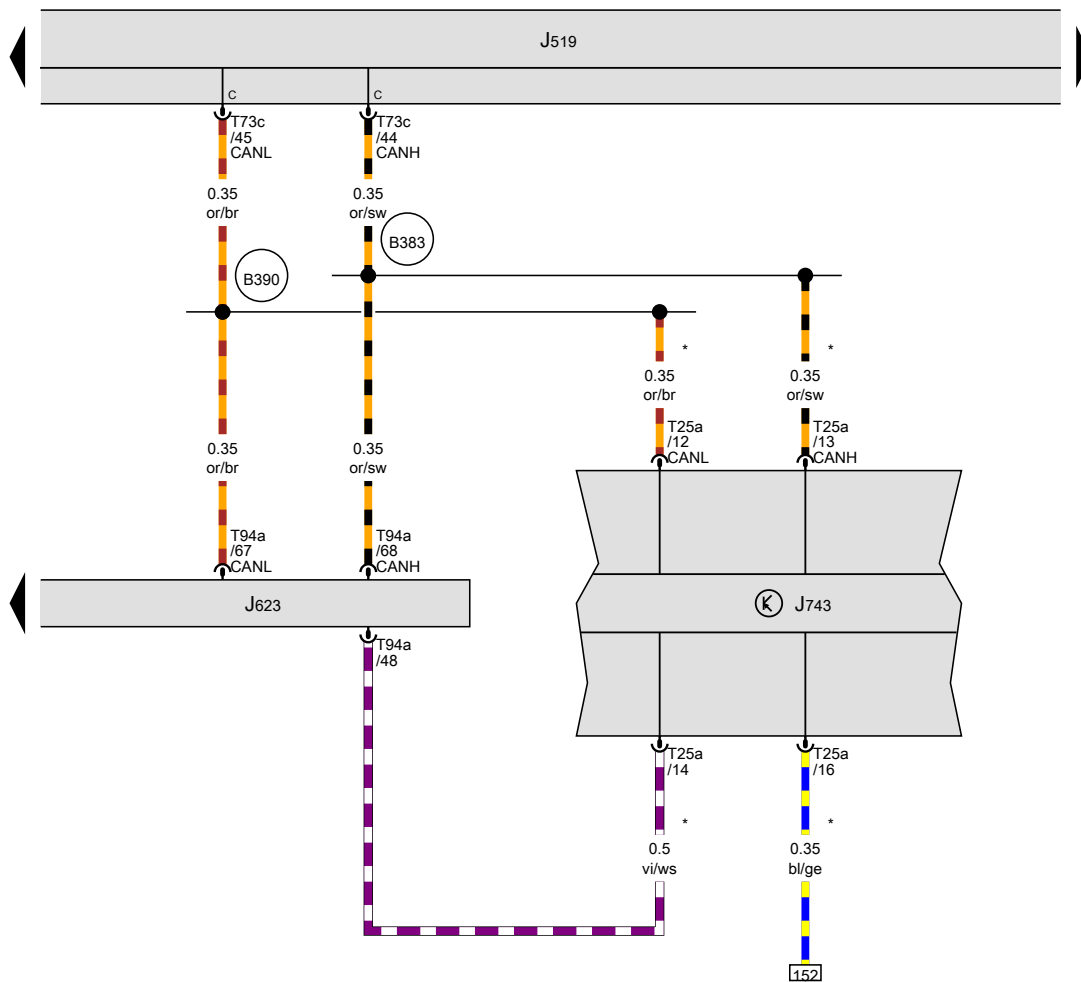 J519
C
C
T73c
/45
CANL
T73c
/44
CANH
0.35
or/br
0.35
or/sw
B383
B390
*
*
0.35
or/br
0.35
or/sw
T25a
/12
CANL
T25a
/13
CANH
0.35
or/br
0.35
or/sw
T94a
/67
CANL
T94a
/68
CANH
J623
K J743
T94a
/48
T25a
/14
T25a
/16
*
*
0.5
vi/ws
0.35
bl/ge
152